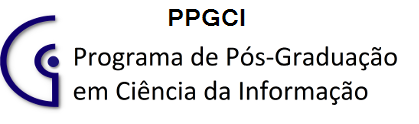 PPGCI
Programa de Pós-Graduação
em Ciência da Informação